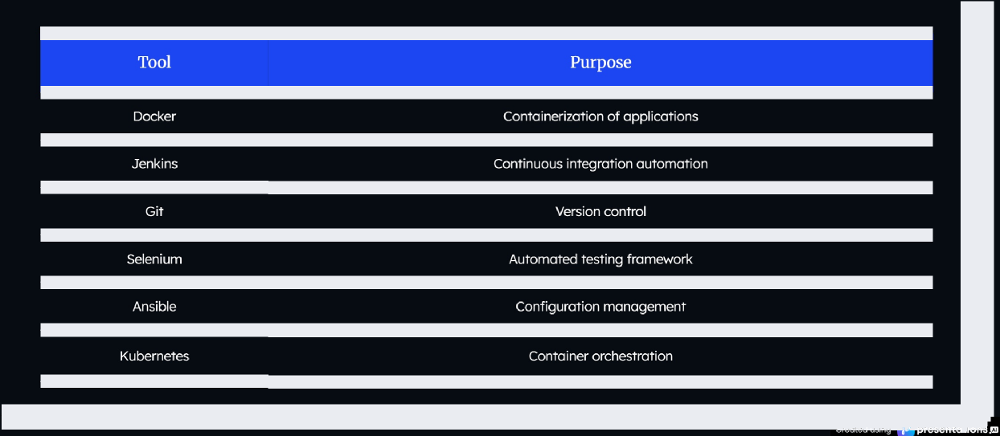 Tool Purpose
Docker Containerization of applications
Jenkins Continuous integration automation
Git Version control
Selenium Automated testing framework
Ansible Configuration management
Kubernetes Container orchestration
Created using presentations.AI